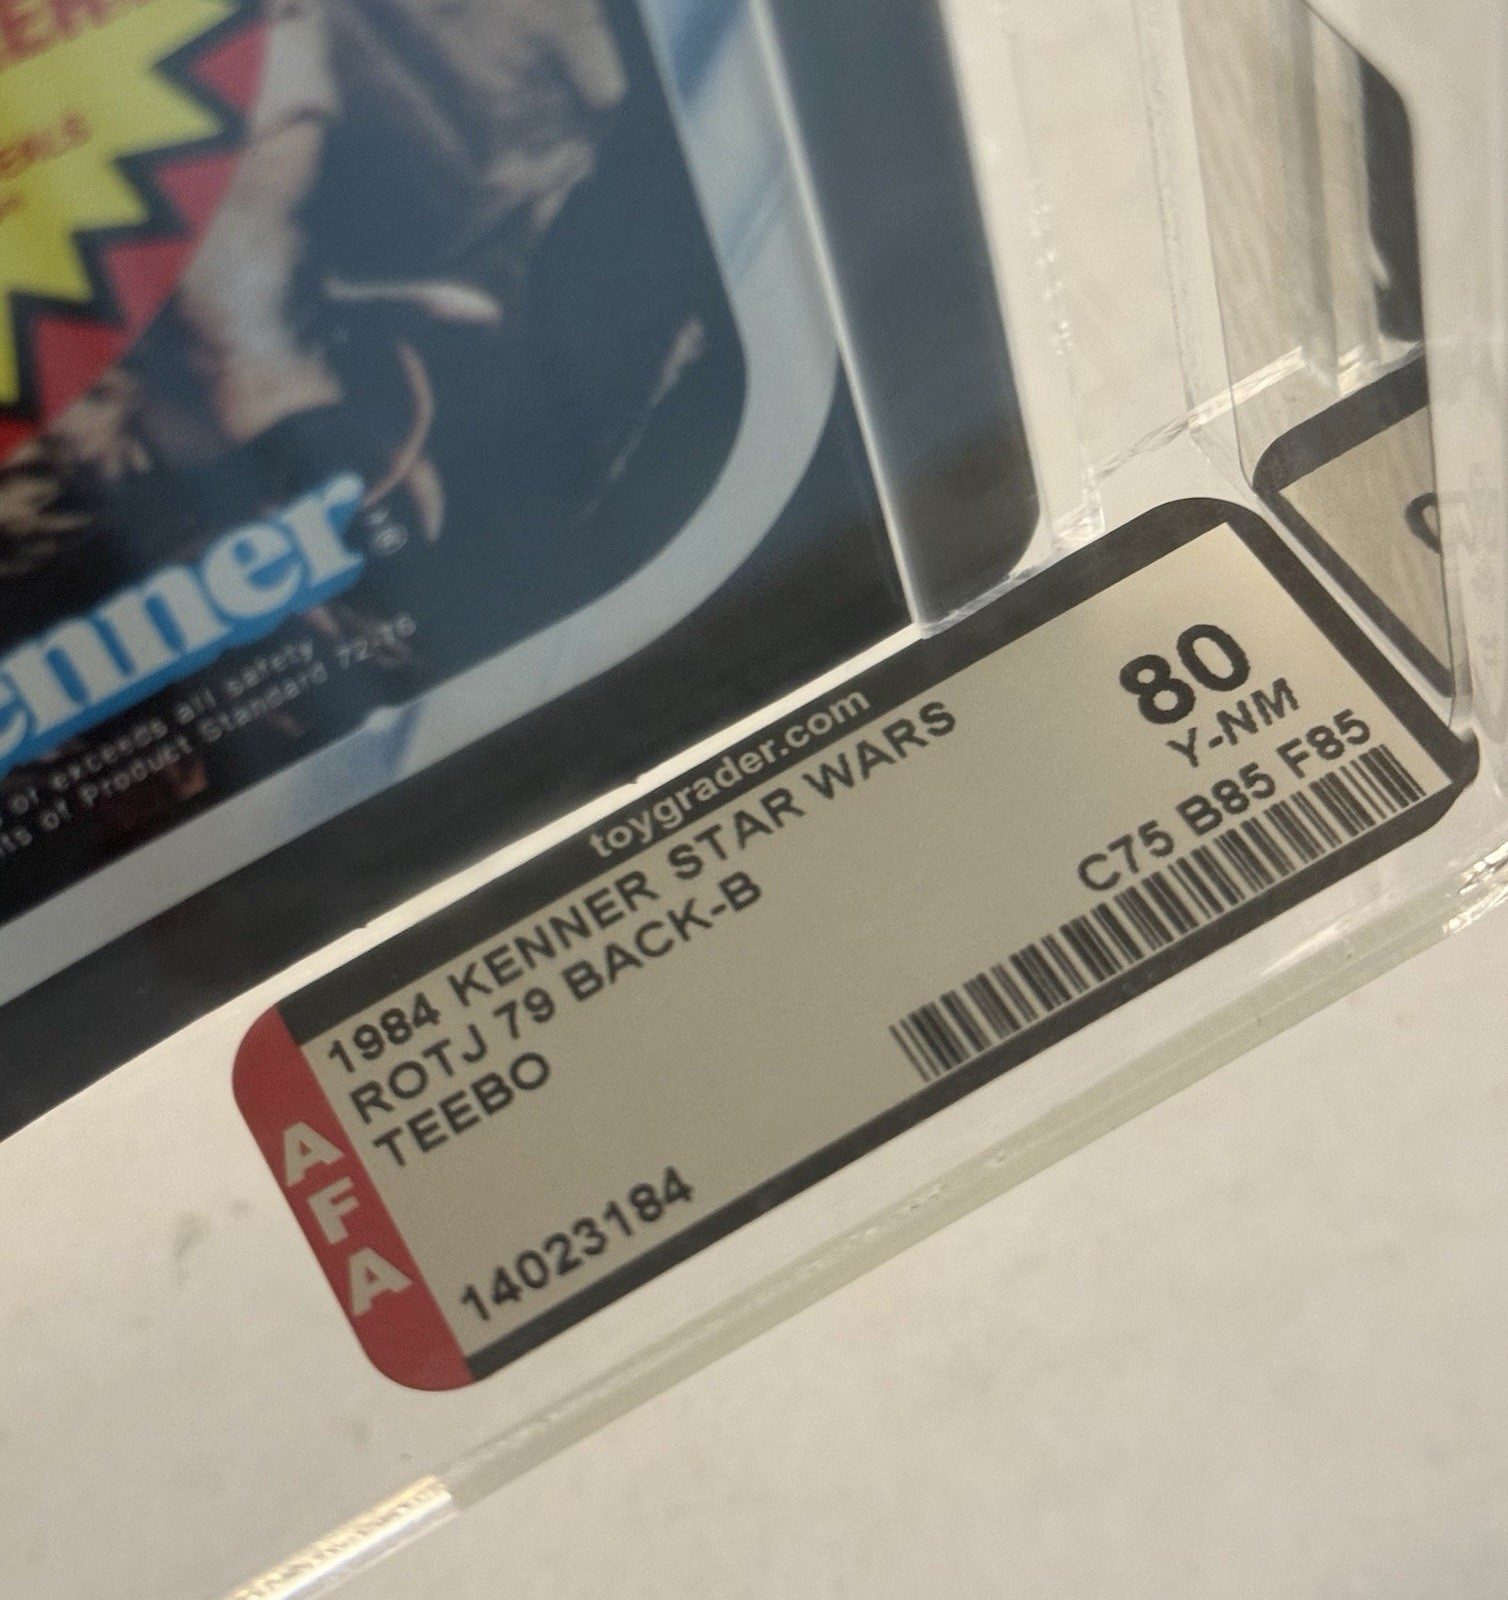 enner
or exceeds all safety
of Product Standard 72-76
toygrader.com
1984 KENNER STAR WARS
ROTJ 79 BACK-B
TEEBO
14023184
80
Y-NM
C75 B85 F85
AFA